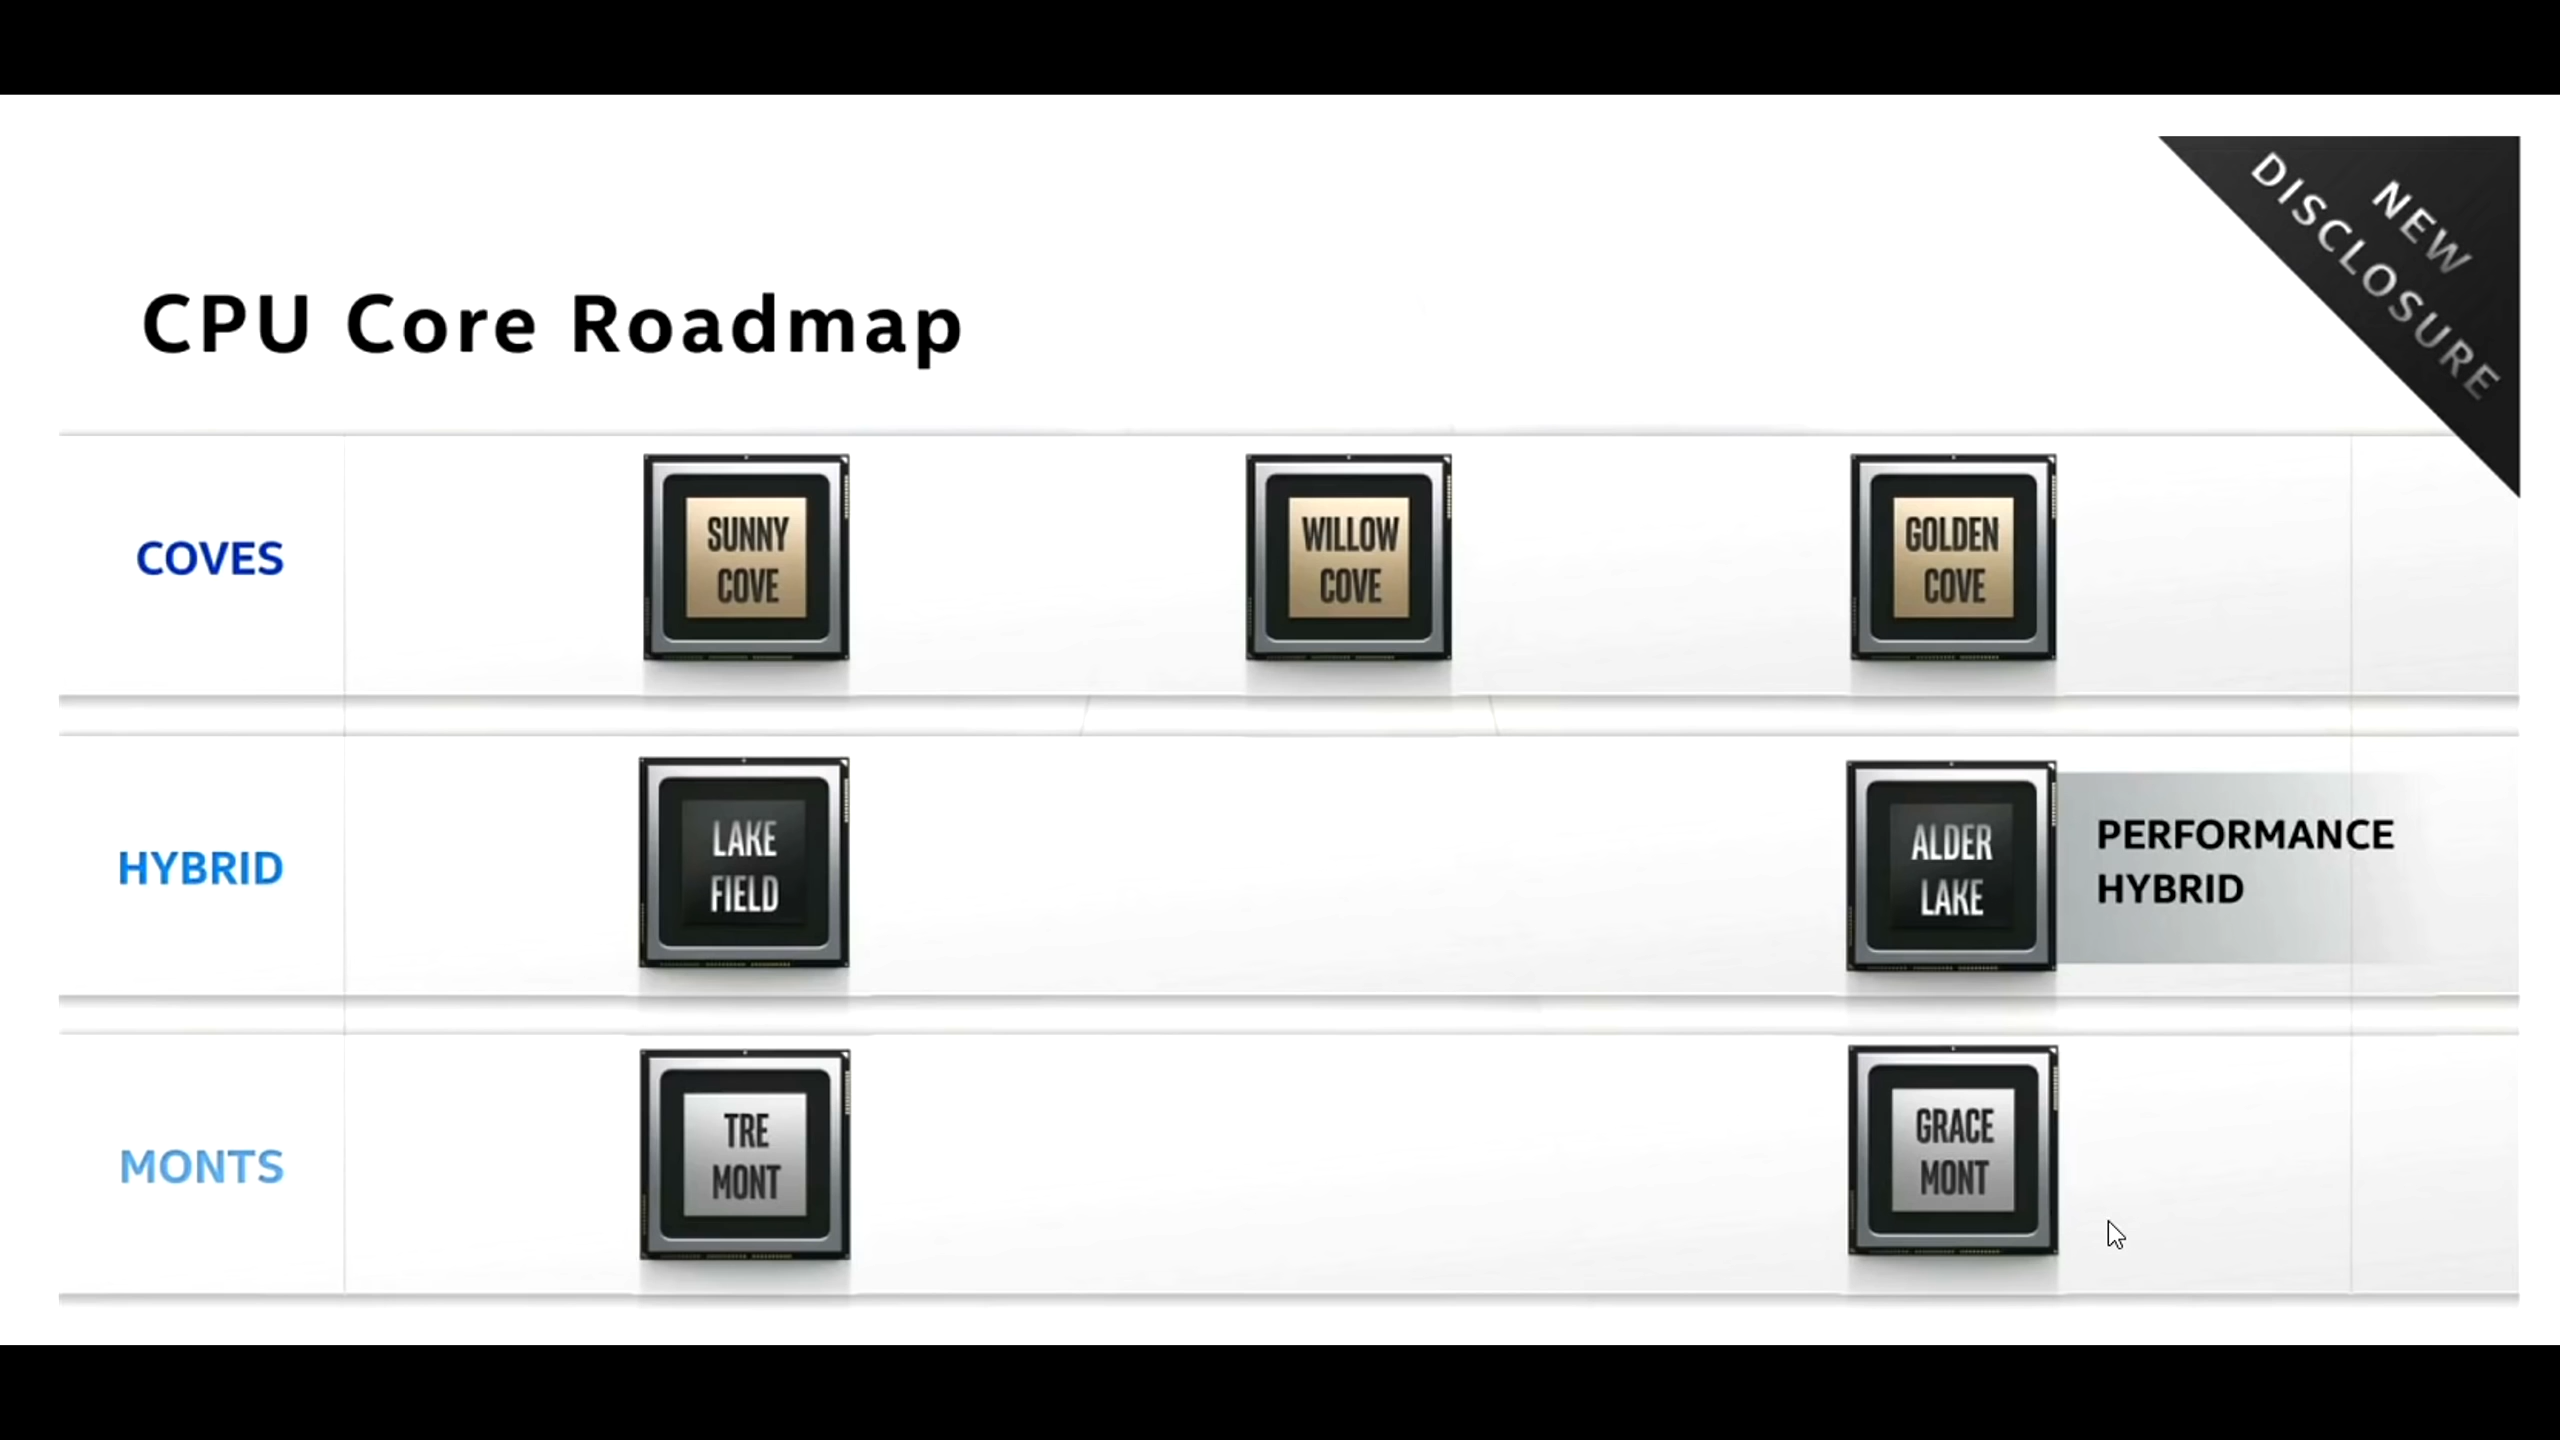 NEW
DISCLOSURE
CPU Core Roadmap
COVES
SUNNY
COVE
WILLOW
COVE
GOLDEN
COVE
HYBRID
LAKE
FIELD
ALDER
LAKE
PERFORMANCE
HYBRID
MONTS
TRE
MONT
GRACE
MONT